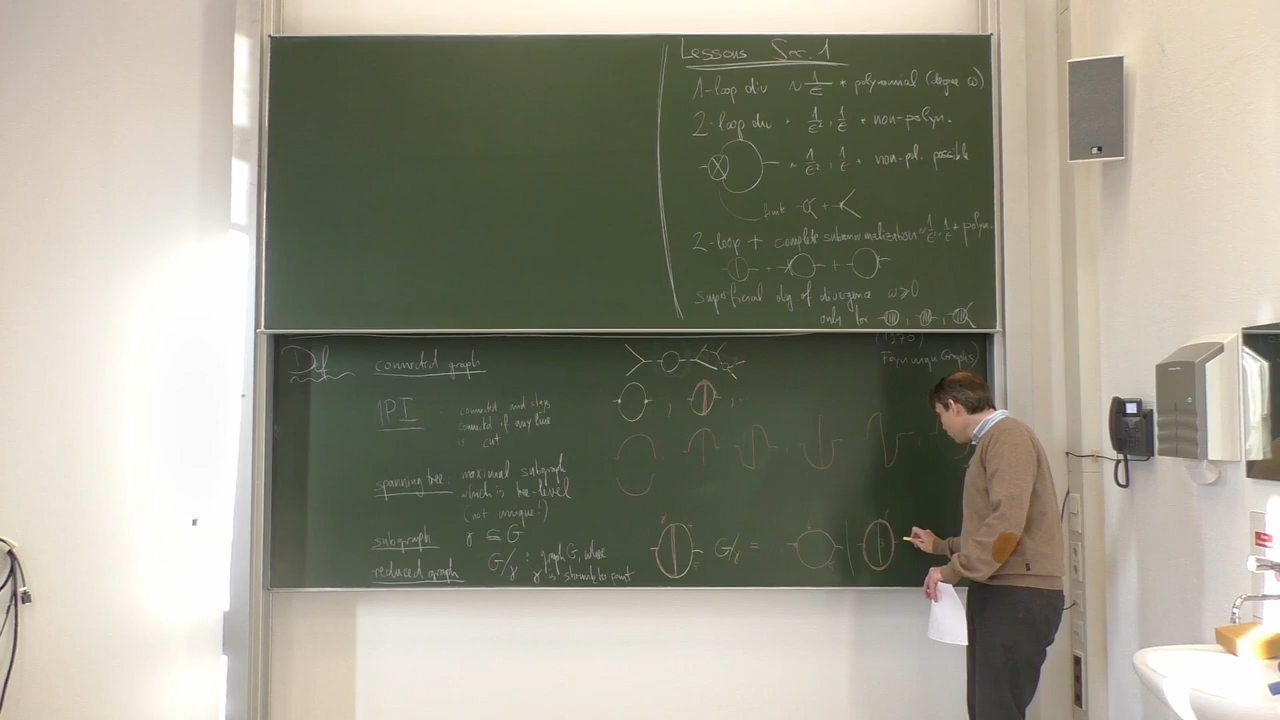 Lessons Sec. 1
1-loop div ~ 1/ε * polynomial (degree ω)
2-loop div ~ 1/ε², 1/ε * non-polyn.
~ 1/ε², 1/ε * non-pol. possible
finite
2-loop + complete subrenormalization ~ 1/ε², 1/ε * polyn.
superficial deg of divergence ω ≥ 0
only for
(1970)
Feynman Graphs)
Def
connected graph
1PI
connected and stays
connected if any line
is cut
spanning tree: maximal subgraph
which is tree-level
(not unique!)
subgraph γ ⊆ G
reduced graph G/γ : graph G, where
γ is shrunk to point
G/γ =